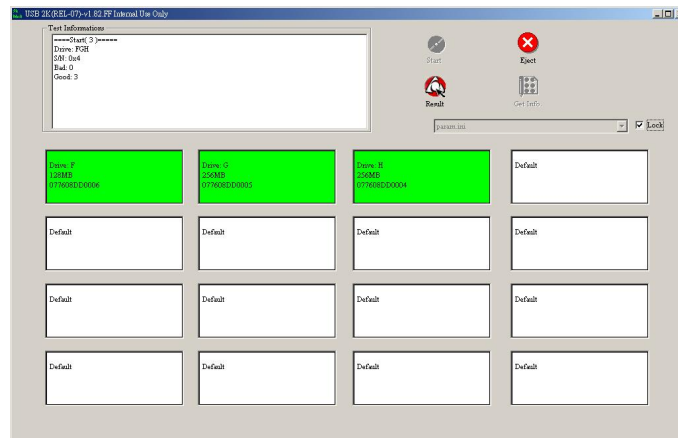 USB 2K(REL-07)-v1.82.FF Internal Use Only
Test Informations
====Start( 3 )=====
Drive: FGH
S/N: 0x4
Bad: 0
Good: 3
Start
Eject
Result
Get Info.
param.ini
Lock
Drive: F
128MB
077608DD0006
Drive: G
256MB
077608DD0005
Drive: H
256MB
077608DD0004
Default
Default
Default
Default
Default
Default
Default
Default
Default
Default
Default
Default
Default